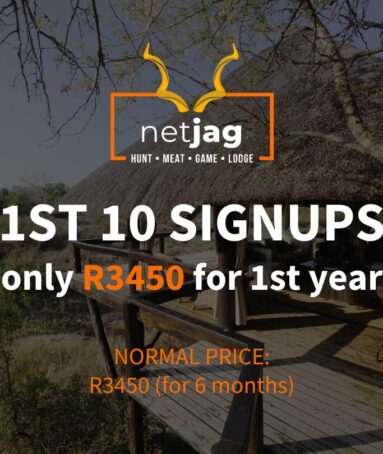 netjag
HUNT • MEAT • GAME • LODGE
1ST 10 SIGNUPS
only R3450 for 1st year
NORMAL PRICE:
R3450 (for 6 months)